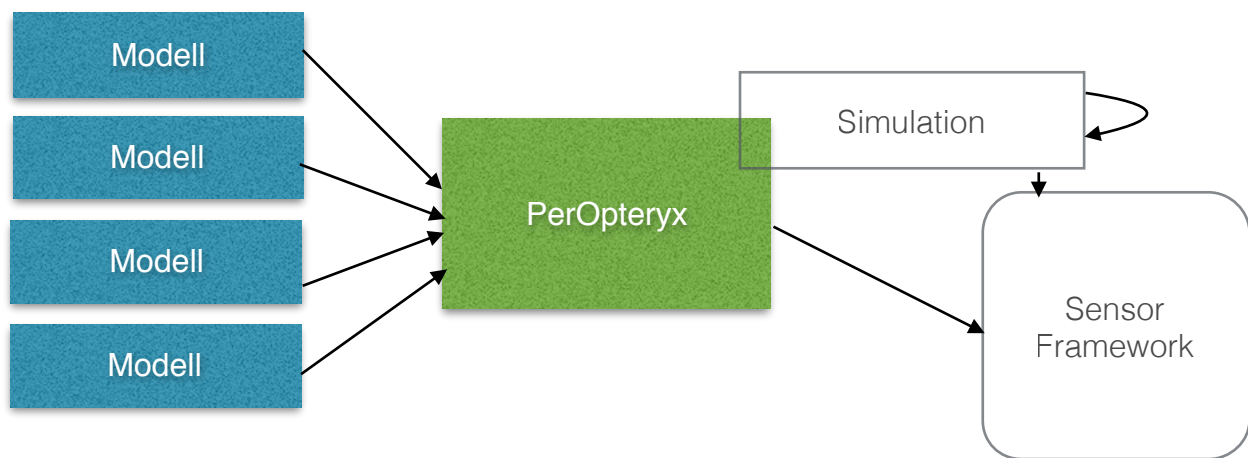 Modell
Modell
Modell
Modell
PerOpteryx
Simulation
Sensor
Framework